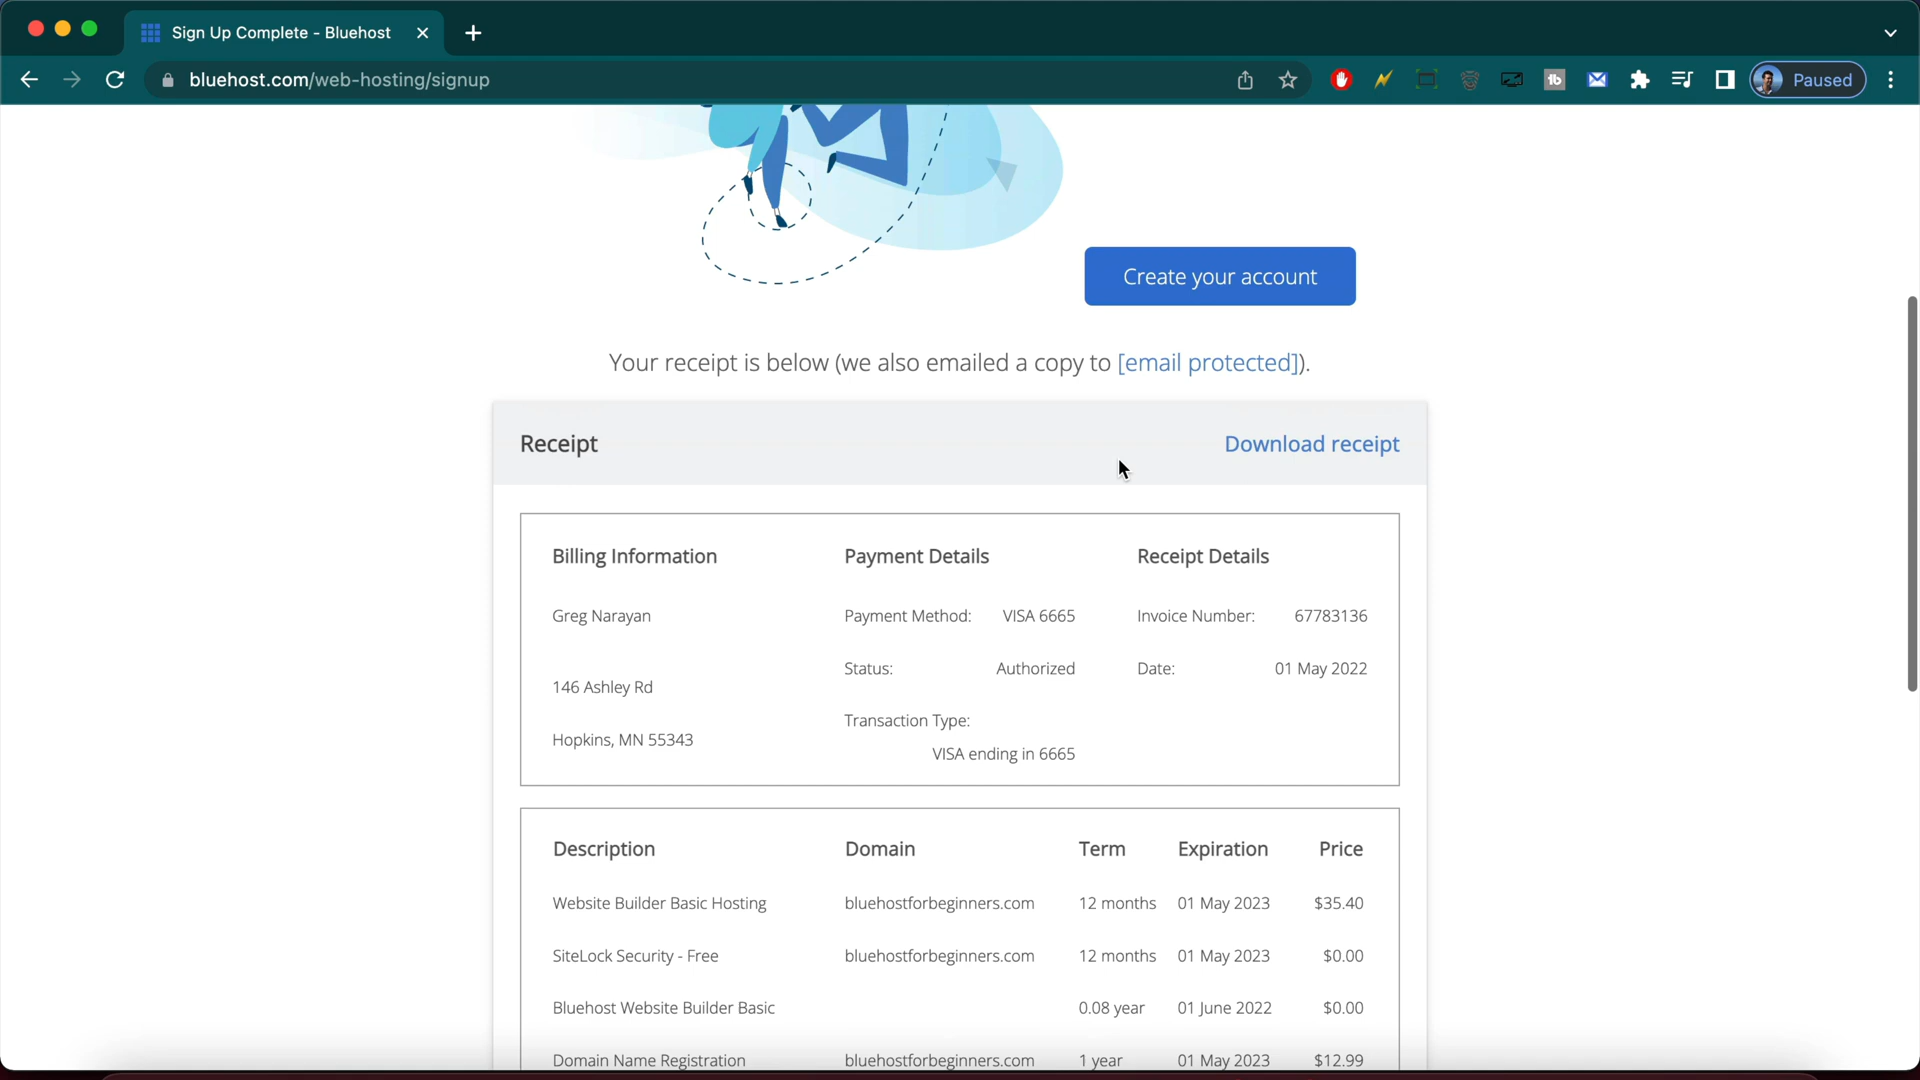 Sign Up Complete - Bluehost
bluehost.com/web-hosting/signup
tb
Paused
Create your account
Your receipt is below (we also emailed a copy to [email protected]).
Receipt
Download receipt
Billing Information
Payment Details
Receipt Details
Greg Narayan
Payment Method: VISA 6665
Invoice Number: 67783136
146 Ashley Rd
Status: Authorized
Date: 01 May 2022
Hopkins, MN 55343
Transaction Type:
VISA ending in 6665
Description Domain Term Expiration Price
Website Builder Basic Hosting bluehostforbeginners.com 12 months 01 May 2023 $35.40
SiteLock Security - Free bluehostforbeginners.com 12 months 01 May 2023 $0.00
Bluehost Website Builder Basic 0.08 year 01 June 2022 $0.00
Domain Name Registration bluehostforbeginners.com 1 year 01 May 2023 $12.99